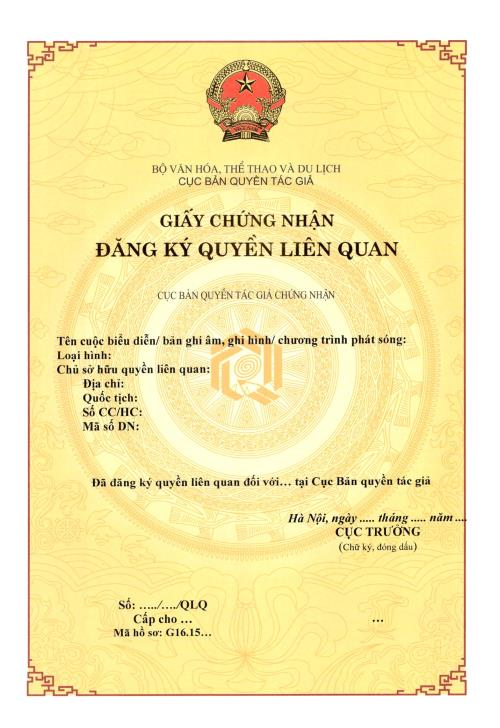 VIỆT NAM
BỘ VĂN HÓA, THỂ THAO VÀ DU LỊCH
CỤC BẢN QUYỀN TÁC GIẢ
GIẤY CHỨNG NHẬN
ĐĂNG KÝ QUYỀN LIÊN QUAN
CỤC BẢN QUYỀN TÁC GIẢ CHỨNG NHẬN
Tên cuộc biểu diễn/ bản ghi âm, ghi hình/ chương trình phát sóng:
Loại hình:
Chủ sở hữu quyền liên quan:
Địa chỉ:
Quốc tịch:
Số CC/HC:
Mã số DN:
Đã đăng ký quyền liên quan đối với… tại Cục Bản quyền tác giả
Hà Nội, ngày ..... tháng ..... năm ....
CỤC TRƯỞNG
(Chữ ký, đóng dấu)
Số: …../…./QLQ
Cấp cho … …
Mã hồ sơ: G16.15…